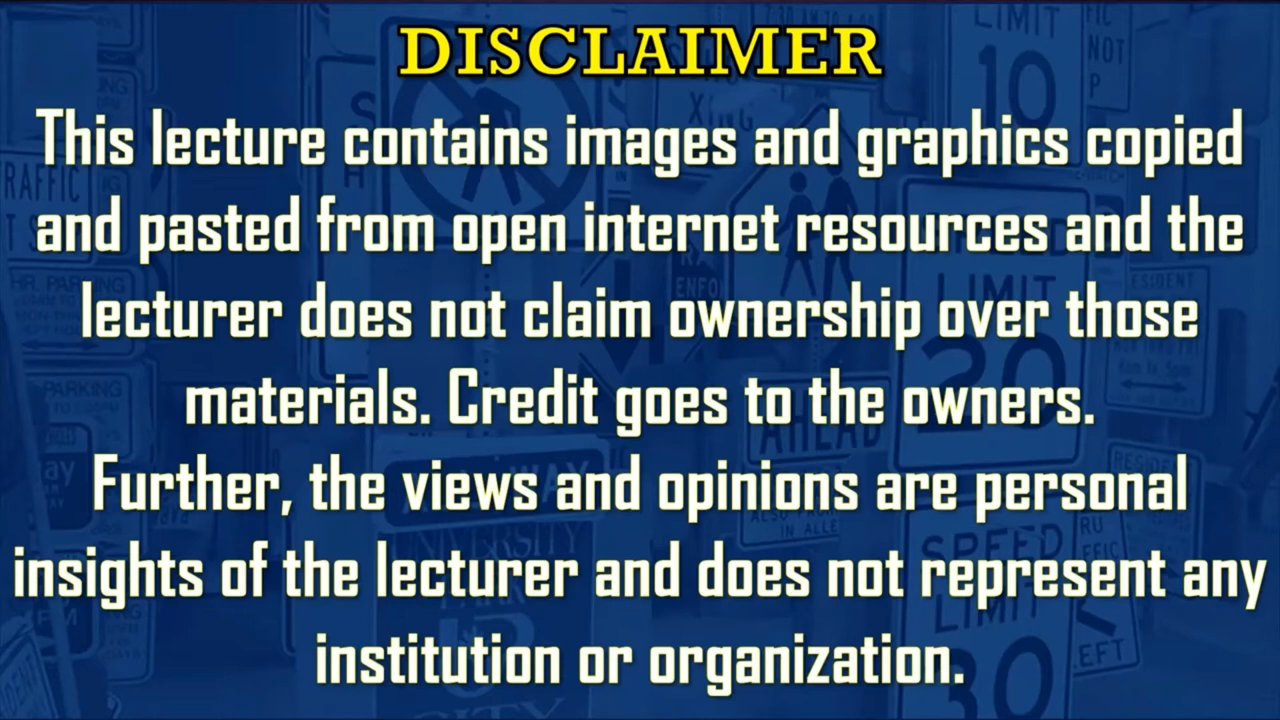 DISCLAIMER
This lecture contains images and graphics copied
and pasted from open internet resources and the
lecturer does not claim ownership over those
materials. Credit goes to the owners.
Further, the views and opinions are personal
insights of the lecturer and does not represent any
institution or organization.